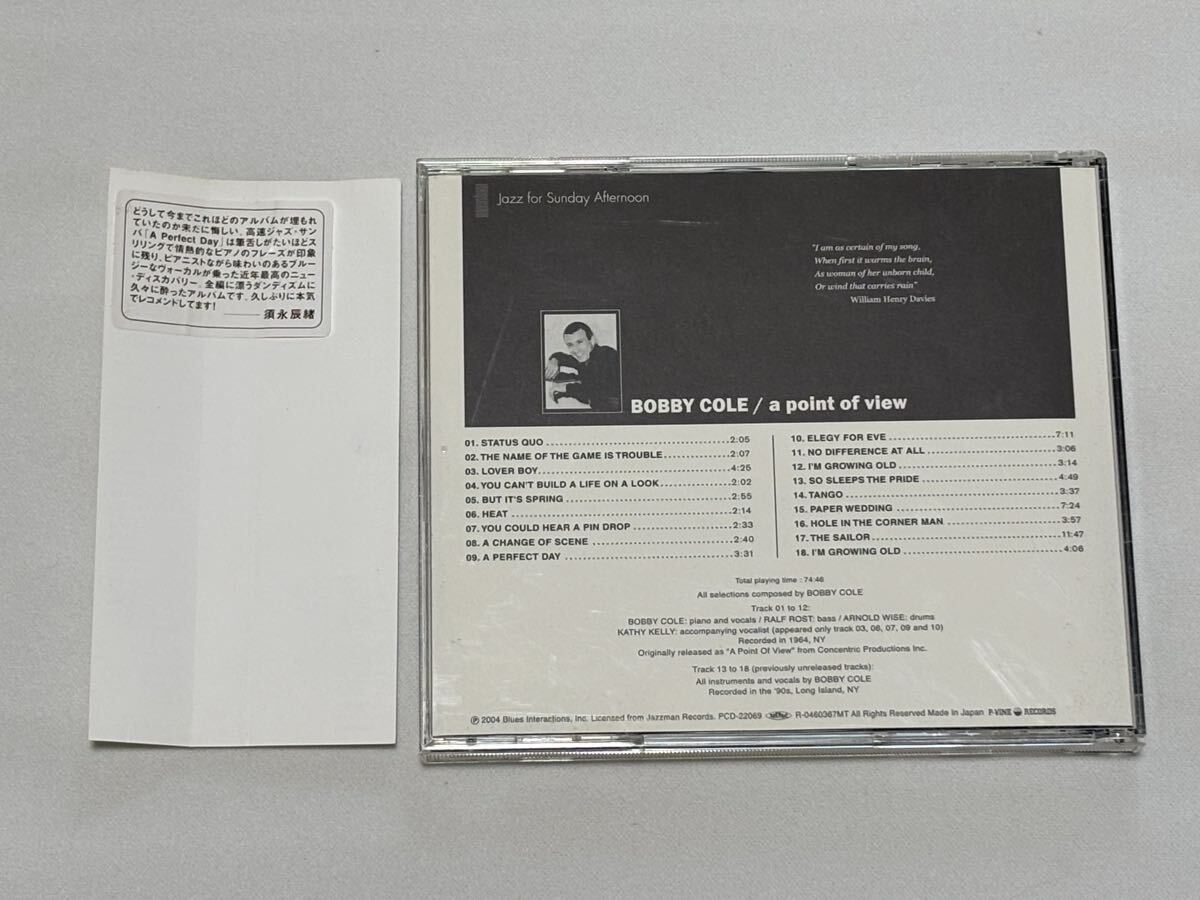 どうして今までこれほどのアルバムが埋もれ
ていたのか未だに悔しい。高速ジャズ・サン
バ「A Perfect Day」は筆舌しがたいほどス
リリングで情熱的なピアノのフレーズが印象
に残り、ピアニストながら味わいのあるブルー
ジーなヴォーカルが乗った近年最高のニュー
・ディスカバリー。全編に漂うダンディズムに
久々に酔ったアルバムです。久しぶりに本気
でレコメンドしてます!
須永辰緒
Jazz for Sunday Afternoon
"I am as certain of my song,
When first it warms the brain,
As woman of her unborn child,
Or wind that carries rain"
William Henry Davies
BOBBY COLE / a point of view
01. STATUS QUO 2:05
02. THE NAME OF THE GAME IS TROUBLE 2:07
03. LOVER BOY 4:25
04. YOU CAN'T BUILD A LIFE ON A LOOK 2:02
05. BUT IT'S SPRING 2:55
06. HEAT 2:14
07. YOU COULD HEAR A PIN DROP 2:33
08. A CHANGE OF SCENE 2:40
09. A PERFECT DAY 3:31
10. ELEGY FOR EVE 7:11
11. NO DIFFERENCE AT ALL 3:06
12. I'M GROWING OLD 3:14
13. SO SLEEPS THE PRIDE 4:49
14. TANGO 3:37
15. PAPER WEDDING 7:24
16. HOLE IN THE CORNER MAN 3:57
17. THE SAILOR 11:47
18. I'M GROWING OLD 4:06
Total playing time : 74:46
All selections composed by BOBBY COLE
Track 01 to 12:
BOBBY COLE: piano and vocals / RALF ROST: bass / ARNOLD WISE: drums
KATHY KELLY: accompanying vocalist (appeared only track 03, 06, 07, 09 and 10)
Recorded in 1964, NY
Originally released as "A Point Of View" from Concentric Productions Inc.
Track 13 to 18 (previously unreleased tracks):
All instruments and vocals by BOBBY COLE
Recorded in the '90s, Long Island, NY
Ⓟ 2004 Blues Interactions, Inc. Licensed from Jazzman Records. PCD-22069 R-0460367MT All Rights Reserved Made In Japan P-VINE RECORDS